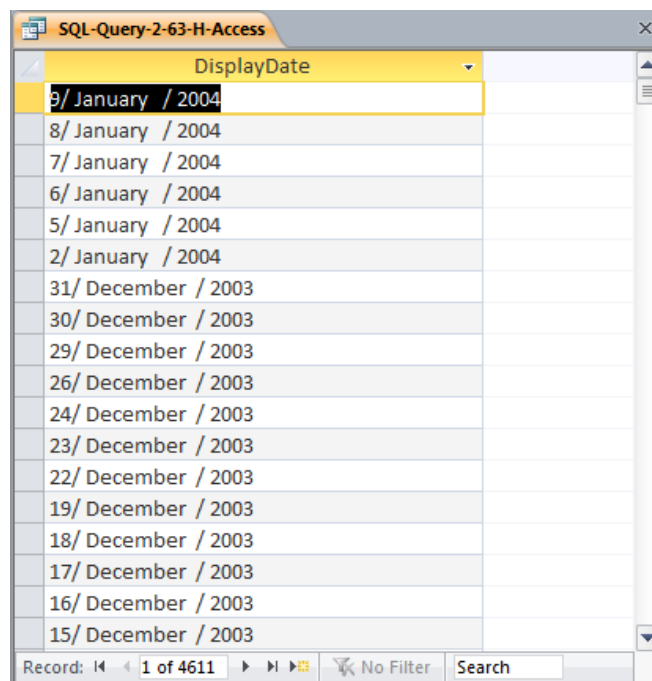 SQL-Query-2-63-H-Access
DisplayDate
9/ January  / 2004
8/ January  / 2004
7/ January  / 2004
6/ January  / 2004
5/ January  / 2004
2/ January  / 2004
31/ December  / 2003
30/ December  / 2003
29/ December  / 2003
26/ December  / 2003
24/ December  / 2003
23/ December  / 2003
22/ December  / 2003
19/ December  / 2003
18/ December  / 2003
17/ December  / 2003
16/ December  / 2003
15/ December  / 2003
Record: 1 of 4611 No Filter Search